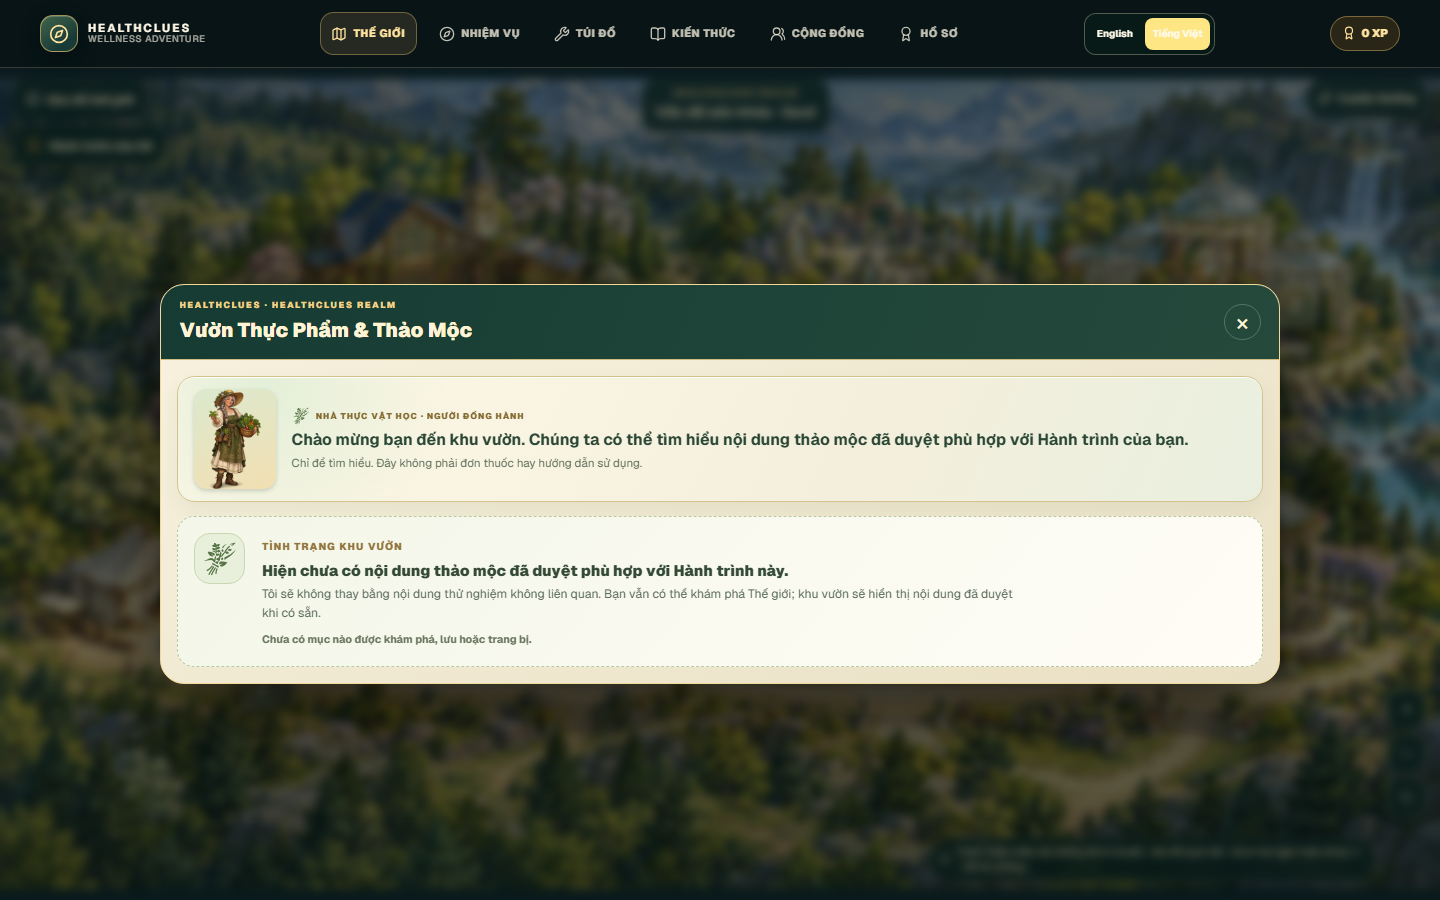 HEALTHCLUES
WELLNESS ADVENTURE
THẾ GIỚI
NHIỆM VỤ
TÚI ĐỒ
KIẾN THỨC
CỘNG ĐỒNG
HỒ SƠ
English
Tiếng Việt
0 XP
HEALTHCLUES · HEALTHCLUES REALM
Vườn Thực Phẩm & Thảo Mộc
×
NHÀ THỰC VẬT HỌC · NGƯỜI ĐỒNG HÀNH
Chào mừng bạn đến khu vườn. Chúng ta có thể tìm hiểu nội dung thảo mộc đã duyệt phù hợp với Hành trình của bạn.
Chỉ để tìm hiểu. Đây không phải đơn thuốc hay hướng dẫn sử dụng.
TÌNH TRẠNG KHU VƯỜN
Hiện chưa có nội dung thảo mộc đã duyệt phù hợp với Hành trình này.
Tôi sẽ không thay bằng nội dung thử nghiệm không liên quan. Bạn vẫn có thể khám phá Thế giới; khu vườn sẽ hiển thị nội dung đã duyệt
khi có sẵn.
Chưa có mục nào được khám phá, lưu hoặc trang bị.